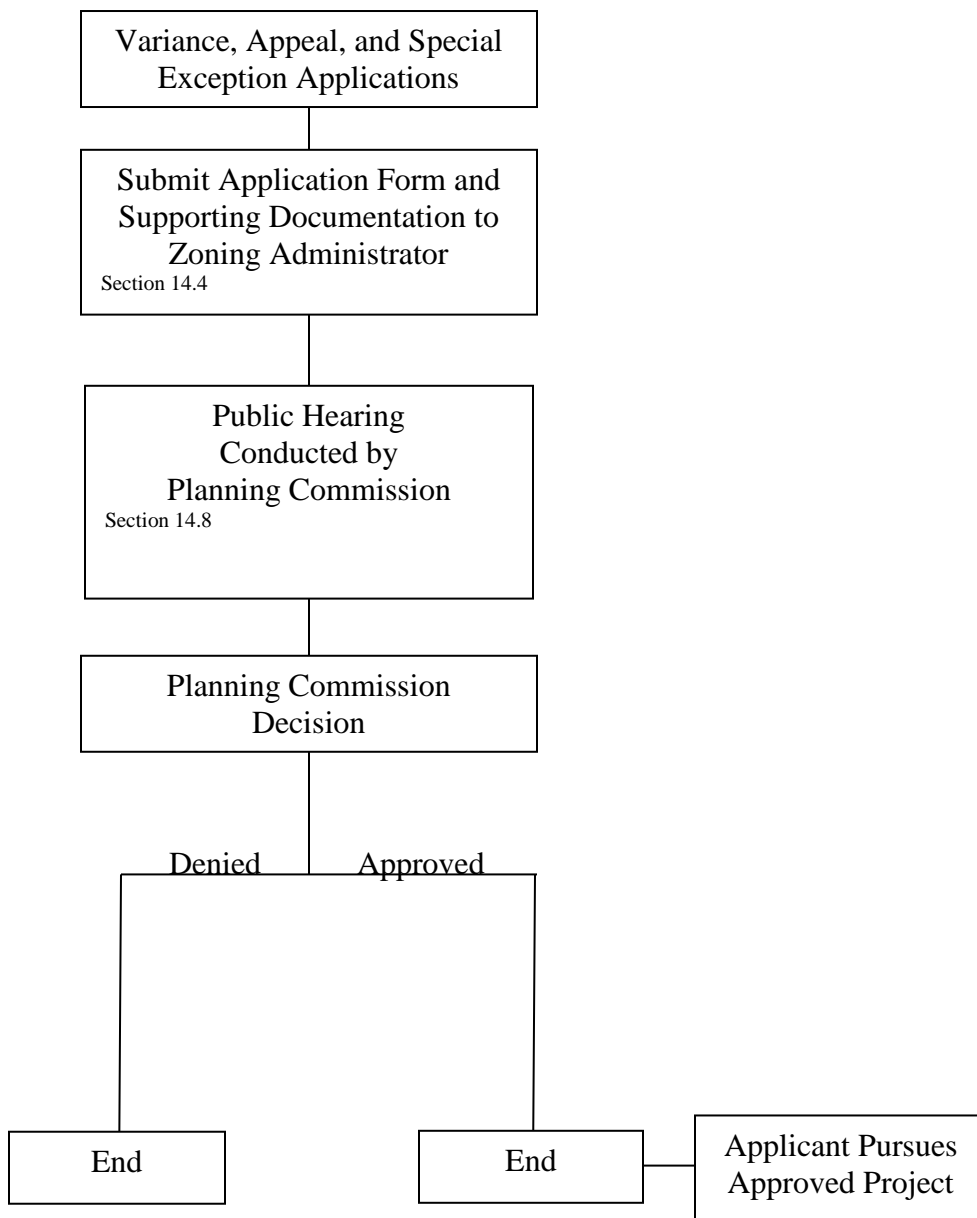 Variance, Appeal, and Special
Exception Applications
Submit Application Form and
Supporting Documentation to
Zoning Administrator
Section 14.4
Public Hearing
Conducted by
Planning Commission
Section 14.8
Planning Commission
Decision
Denied
Approved
End
End
Applicant Pursues
Approved Project